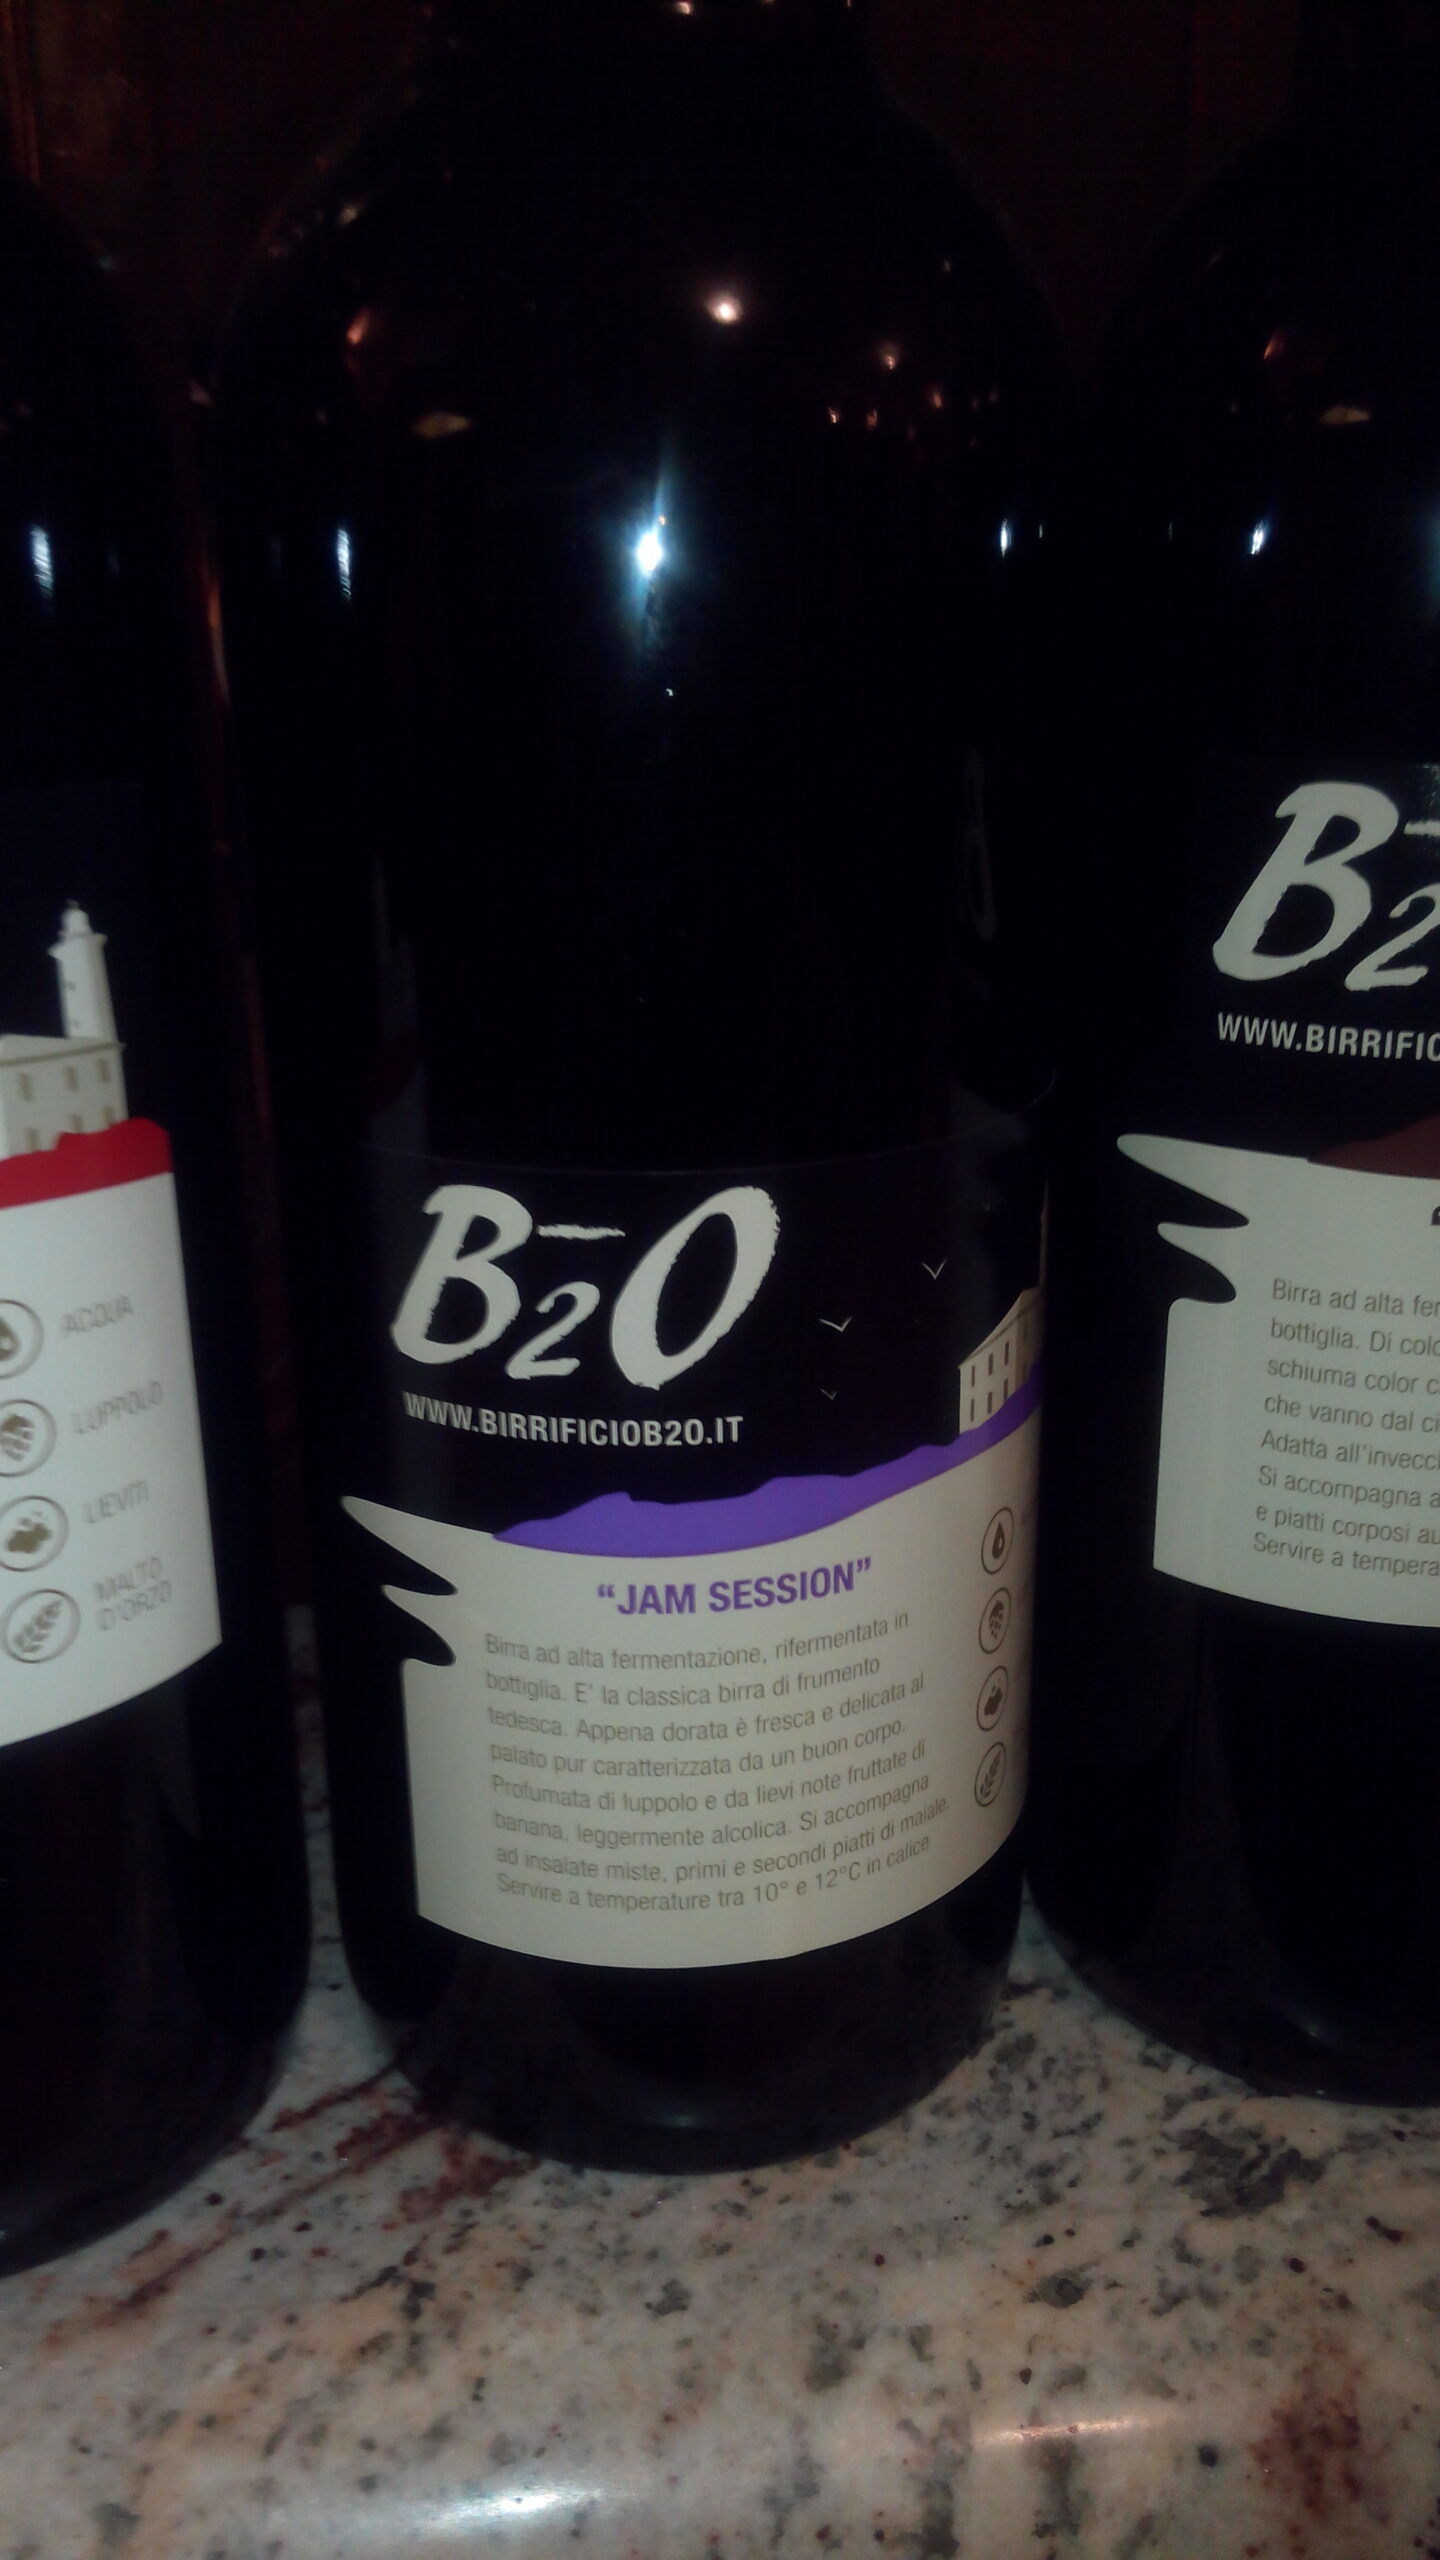 ACQUA
LUPPOLO
LIEVITI
MALTO
D'ORZO
B2O
WWW.BIRRIFICIOB2O.IT
“JAM SESSION”
Birra ad alta fermentazione, rifermentata in
bottiglia. E' la classica birra di frumento
tedesca. Appena dorata è fresca e delicata al
palato pur caratterizzata da un buon corpo.
Profumata di luppolo e da lievi note fruttate di
banana, leggermente alcolica. Si accompagna
ad insalate miste, primi e secondi piatti di maiale.
Servire a temperature tra 10° e 12°C in calice
B2
WWW.BIRRIFIC
Birra ad alta fer
bottiglia. Di colo
schiuma color c
che vanno dal ci
Adatta all'invecc
Si accompagna a
e piatti corposi au
Servire a tempera